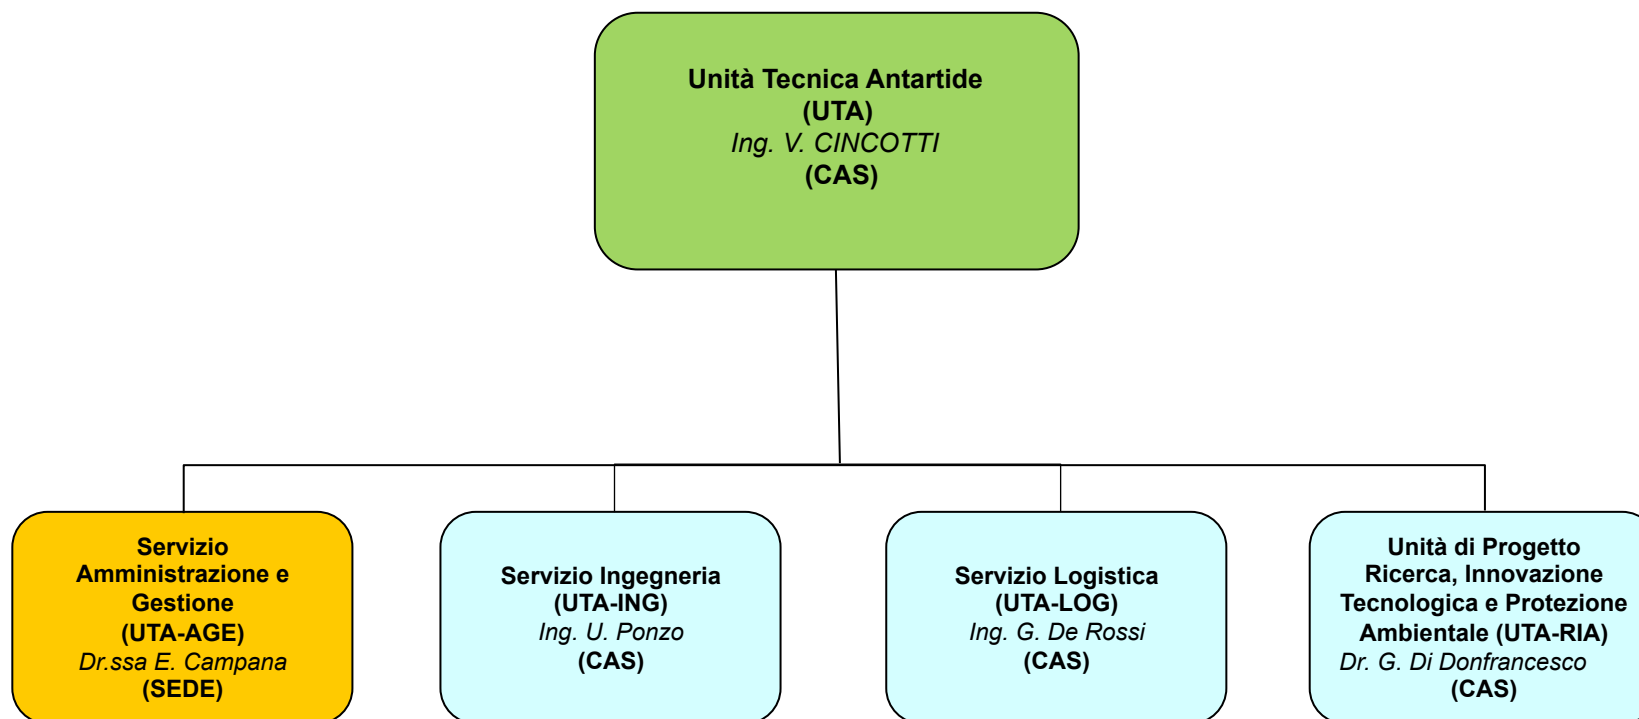 Unità Tecnica Antartide
(UTA)
Ing. V. CINCOTTI
(CAS)
Servizio
Amministrazione e
Gestione
(UTA-AGE)
Dr.ssa E. Campana
(SEDE)
Servizio Ingegneria
(UTA-ING)
Ing. U. Ponzo
(CAS)
Servizio Logistica
(UTA-LOG)
Ing. G. De Rossi
(CAS)
Unità di Progetto
Ricerca, Innovazione
Tecnologica e Protezione
Ambientale (UTA-RIA)
Dr. G. Di Donfrancesco
(CAS)